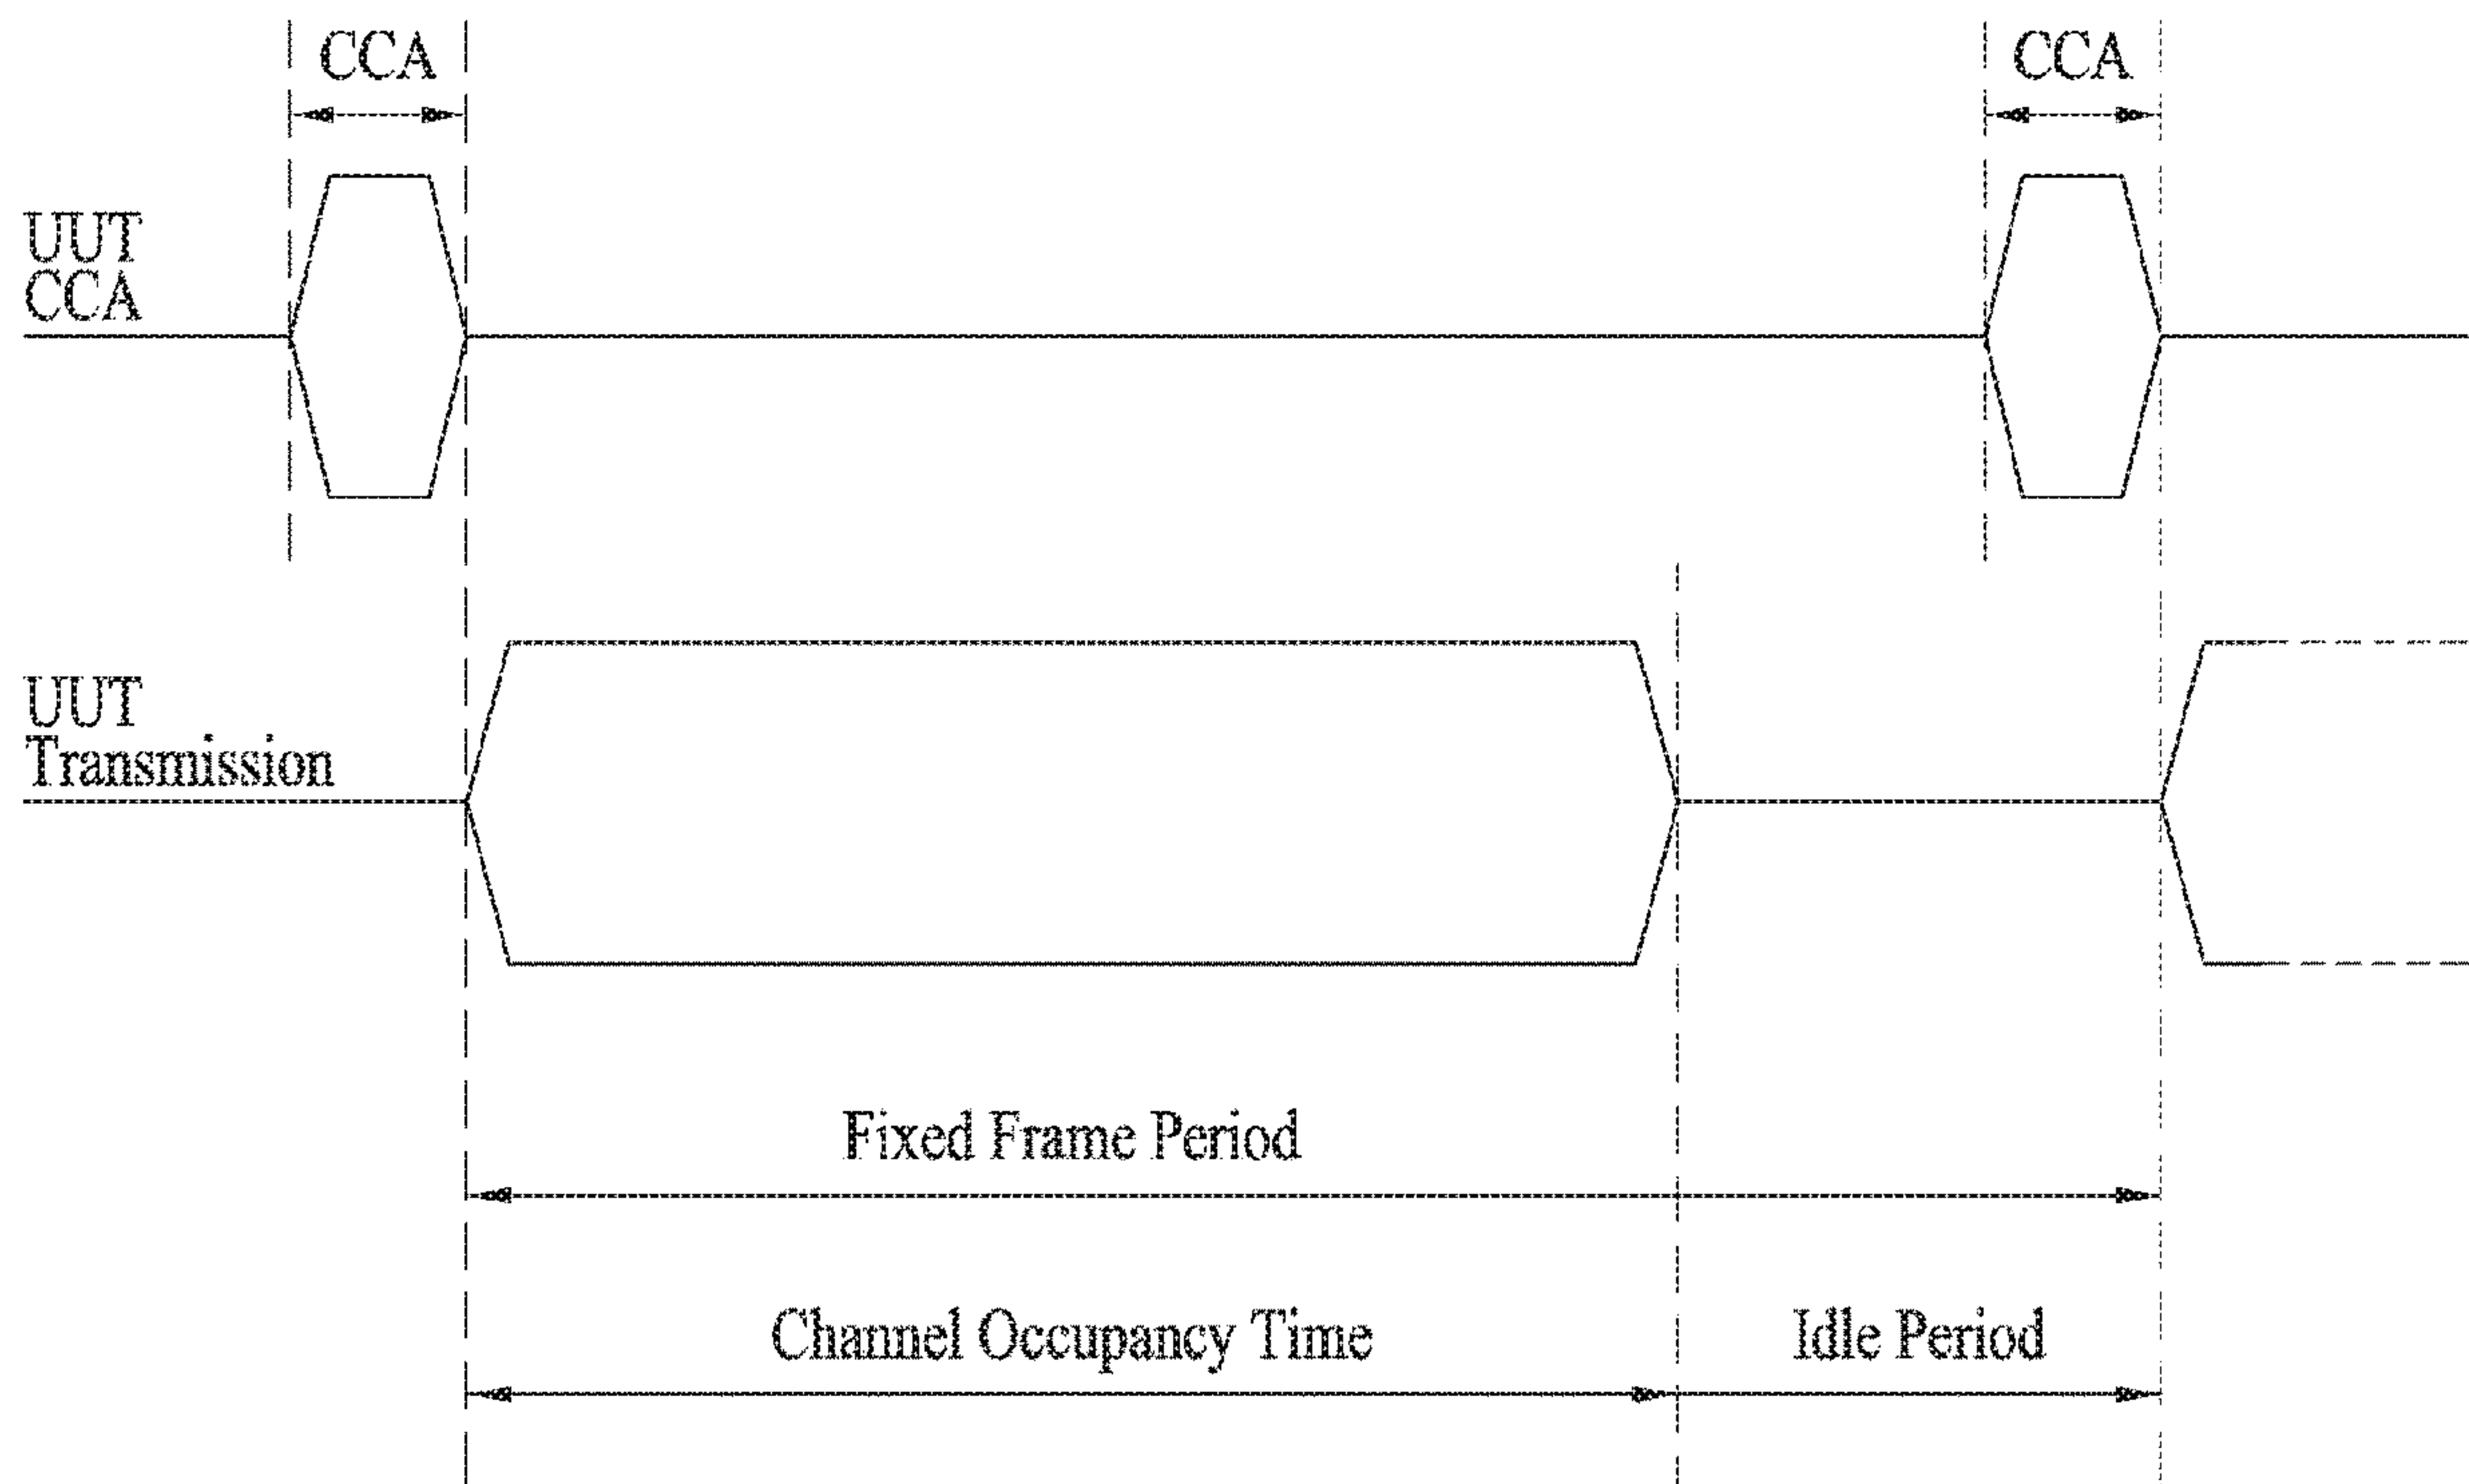 CCA
CCA
UUT
CCA
UUT
Transmission
Fixed Frame Period
Channel Occupancy Time
Idle Period